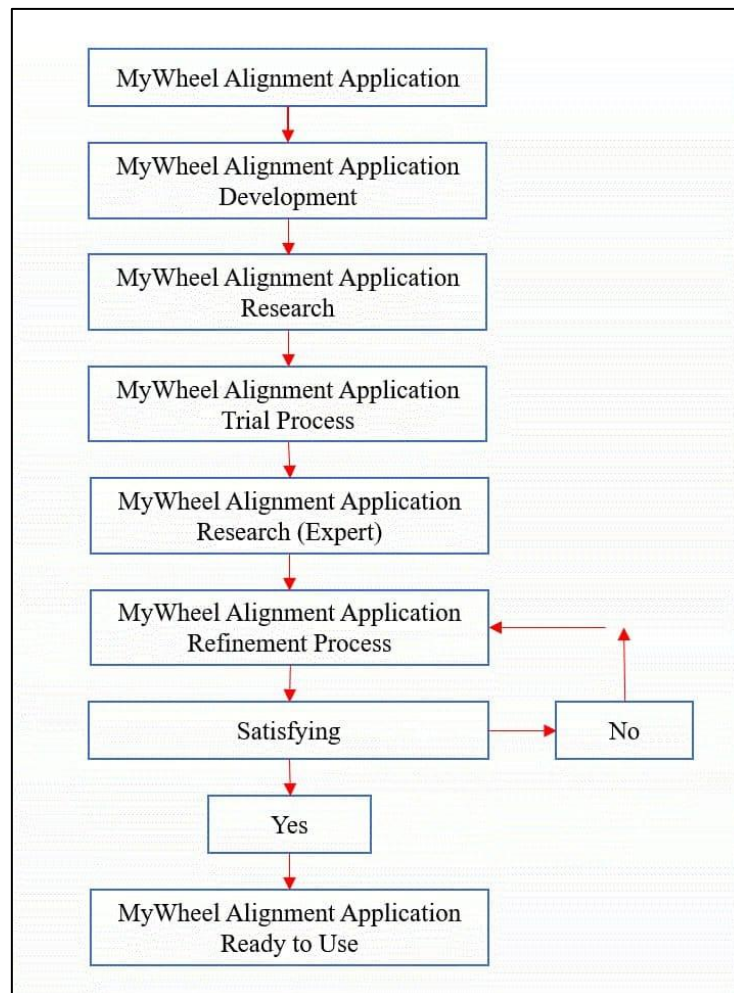 MyWheel Alignment Application
MyWheel Alignment Application
Development
MyWheel Alignment Application
Research
MyWheel Alignment Application
Trial Process
MyWheel Alignment Application
Research (Expert)
MyWheel Alignment Application
Refinement Process
Satisfying
No
Yes
MyWheel Alignment Application
Ready to Use